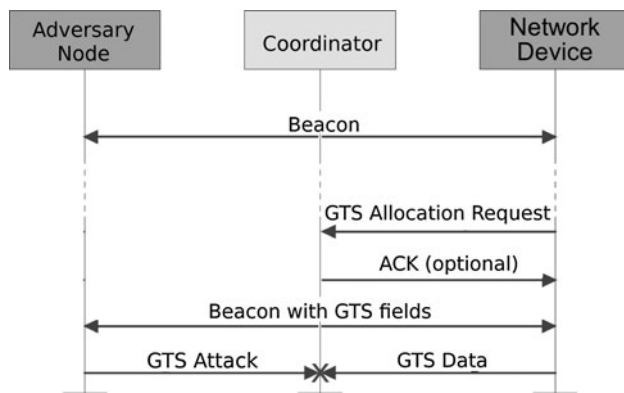 Adversary
Node
Coordinator
Network
Device
Beacon
GTS Allocation Request
ACK (optional)
Beacon with GTS fields
GTS Attack
GTS Data